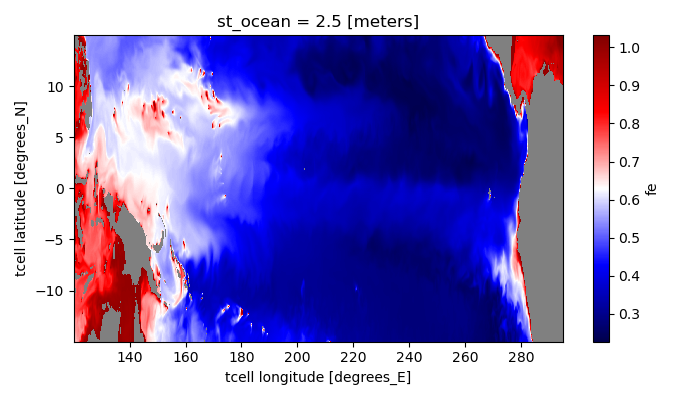 st_ocean = 2.5 [meters]
10
5
0
−5
−10
tcell latitude [degrees_N]
140 160 180 200 220 240 260 280
tcell longitude [degrees_E]
1.0
0.9
0.8
0.7
0.6
0.5
0.4
0.3
fe